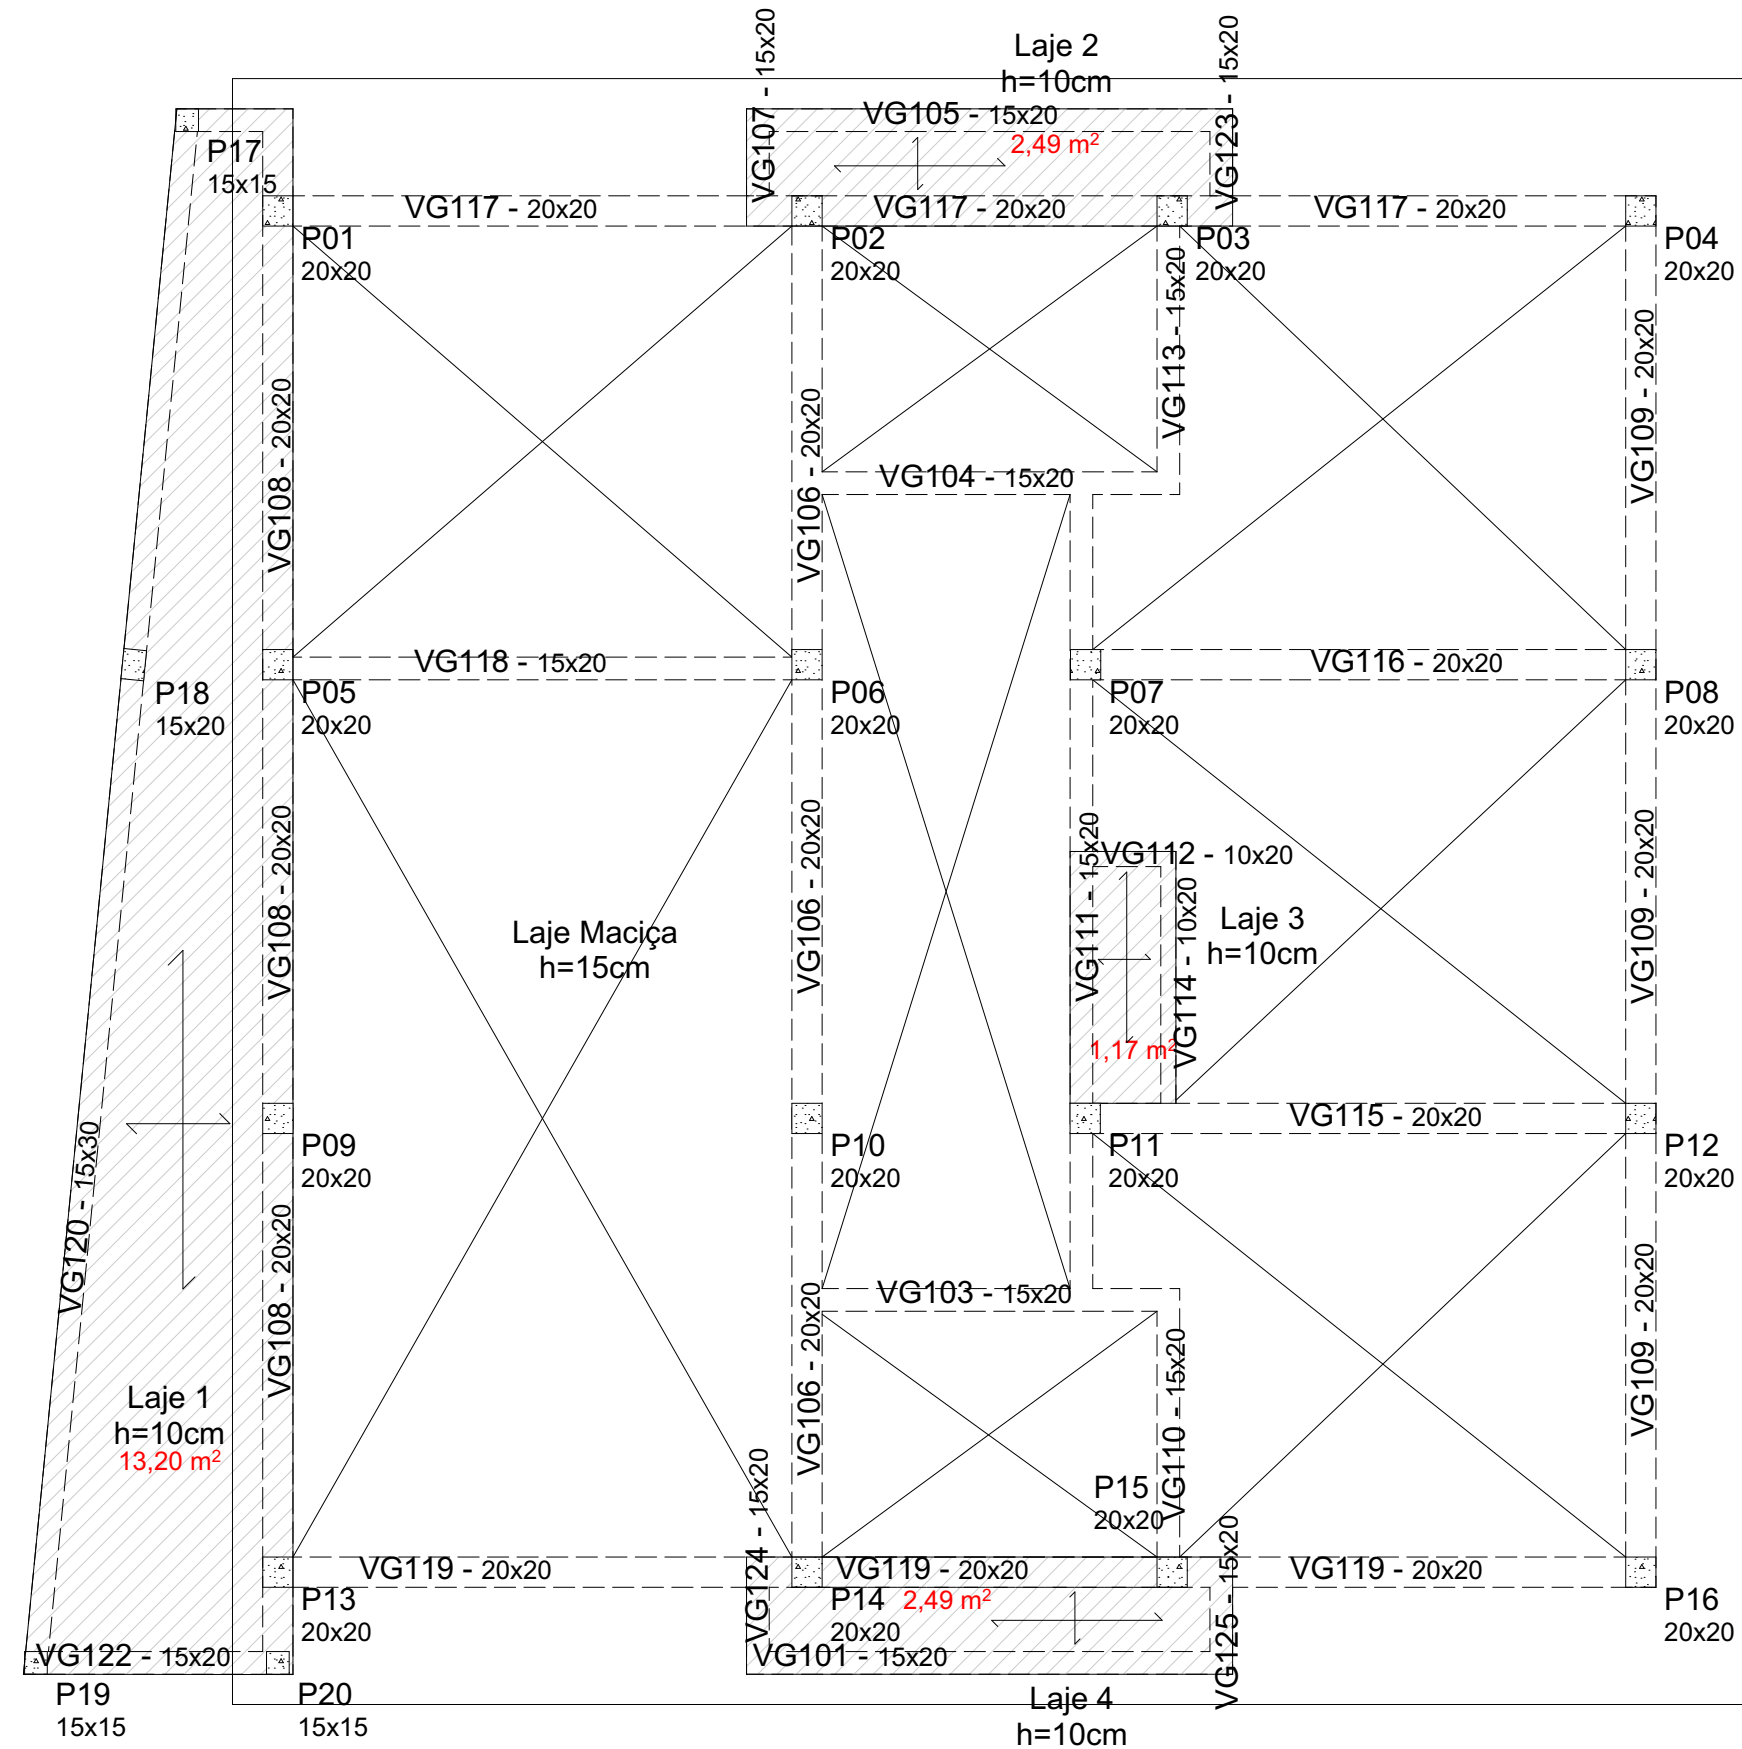 Laje 2
h=10cm
VG107 - 15x20
VG123 - 15x20
VG105 - 15x20
2,49 m²
P17
15x15
VG117 - 20x20
VG117 - 20x20
VG117 - 20x20
P01
20x20
P02
20x20
P03
20x20
P04
20x20
VG108 - 20x20
VG106 - 20x20
VG113 - 15x20
VG109 - 20x20
VG104 - 15x20
VG118 - 15x20
VG116 - 20x20
P18
15x20
P05
20x20
P06
20x20
P07
20x20
P08
20x20
VG108 - 20x20
Laje Maciça
h=15cm
VG106 - 20x20
VG111 - 15x20
VG112 - 10x20
VG114 - 10x20
Laje 3
h=10cm
1,17 m²
VG109 - 20x20
VG115 - 20x20
P09
20x20
P10
20x20
P11
20x20
P12
20x20
VG120 - 15x30
VG108 - 20x20
VG103 - 15x20
VG106 - 20x20
VG110 - 15x20
VG109 - 20x20
Laje 1
h=10cm
13,20 m²
P15
20x20
VG124 - 15x20
VG125 - 15x20
VG119 - 20x20
VG119 - 20x20
VG119 - 20x20
P13
20x20
P14
20x20
2,49 m²
P16
20x20
VG122 - 15x20
VG101 - 15x20
P19
15x15
P20
15x15
Laje 4
h=10cm